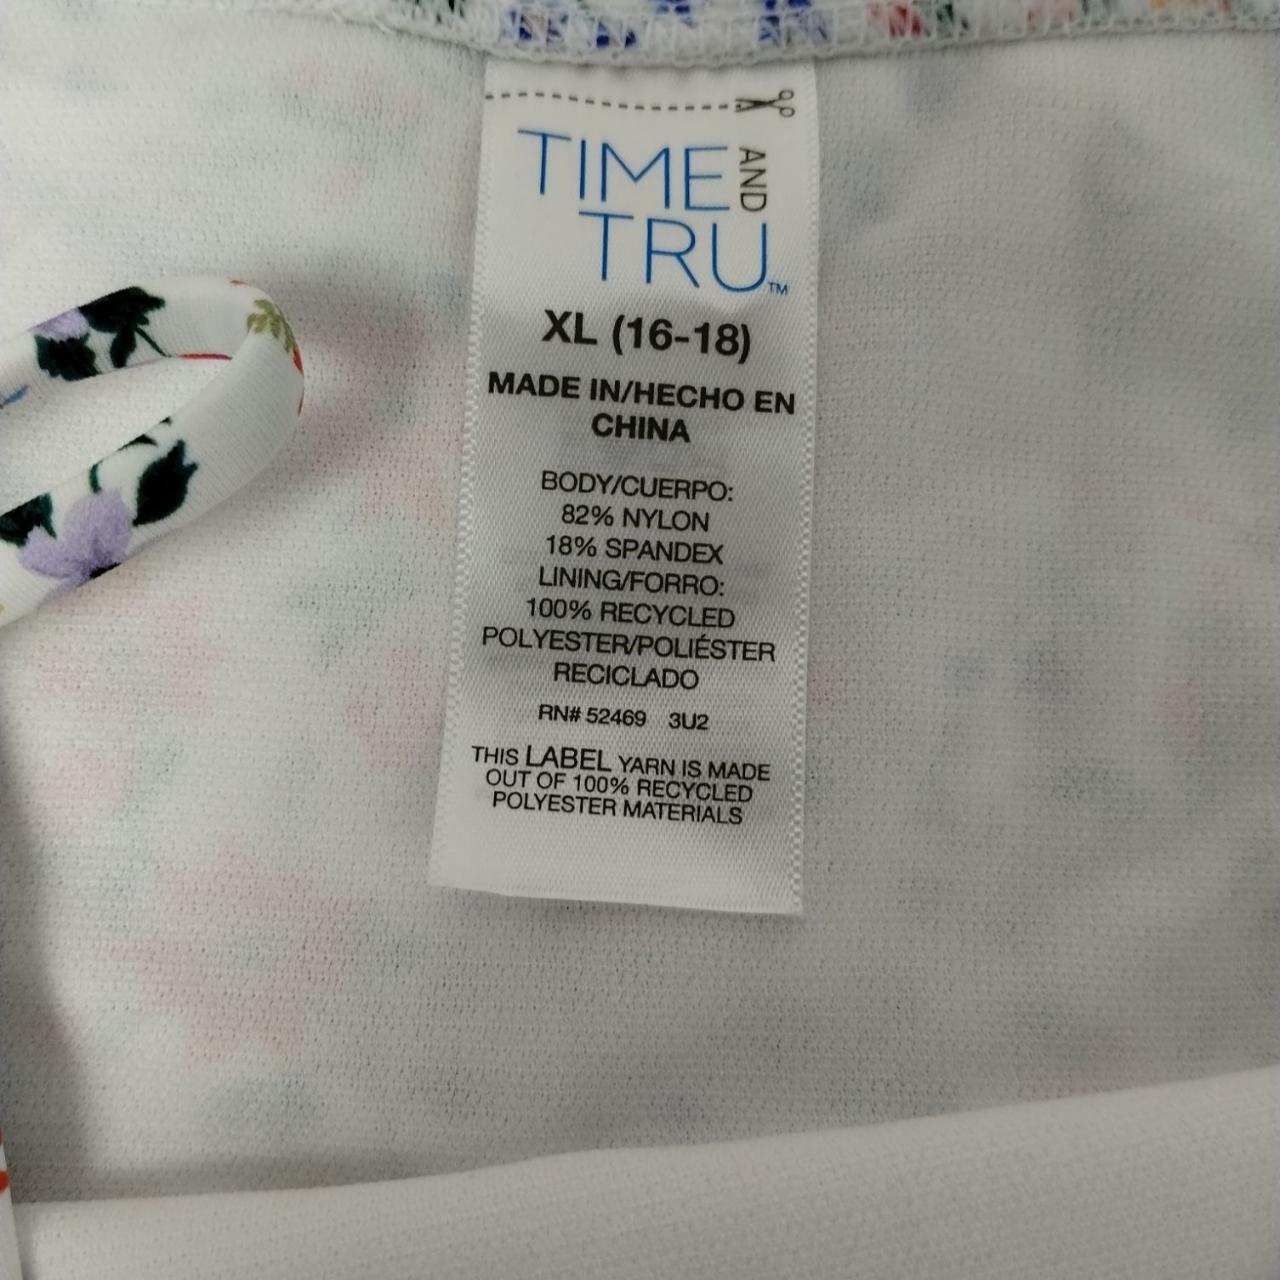 TIME AND
TRU™
XL (16-18)
MADE IN/HECHO EN
CHINA
BODY/CUERPO:
82% NYLON
18% SPANDEX
LINING/FORRO:
100% RECYCLED
POLYESTER/POLIÉSTER
RECICLADO
RN# 52469 3U2
THIS LABEL YARN IS MADE
OUT OF 100% RECYCLED
POLYESTER MATERIALS